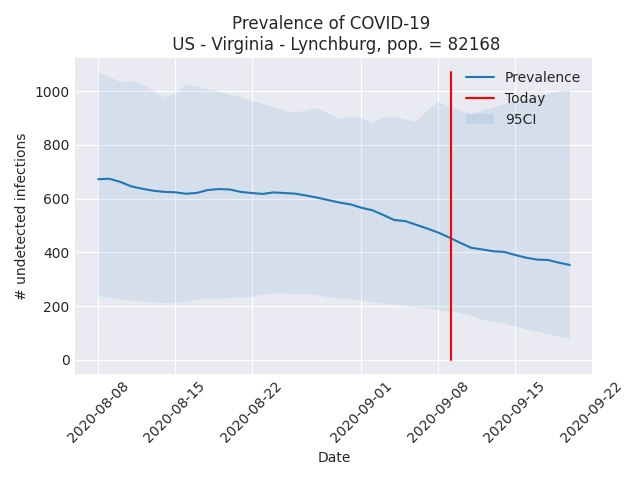 Prevalence of COVID-19
US - Virginia - Lynchburg, pop. = 82168
Prevalence
Today
95CI
1000
800
600
400
200
0
# undetected infections
2020-08-08
2020-08-15
2020-08-22
2020-09-01
2020-09-08
2020-09-15
2020-09-22
Date